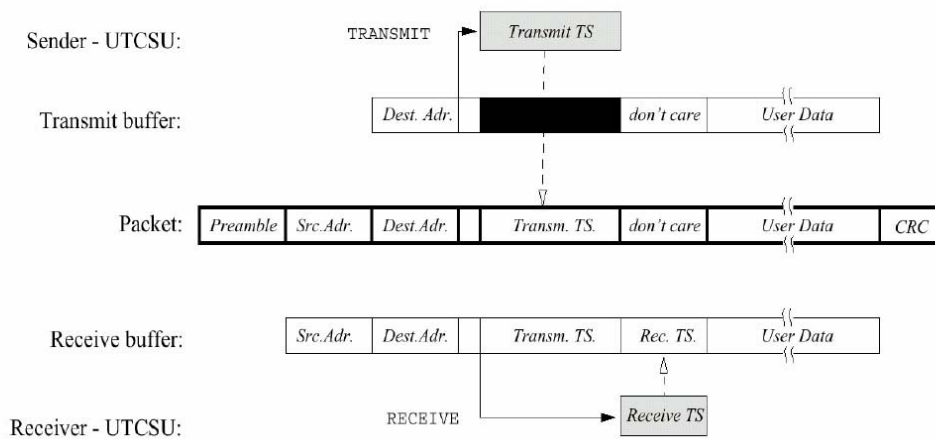 Sender - UTCSU:
TRANSMIT
Transmit TS
Transmit buffer:
Dest. Adr.
don't care
User Data
Packet:
Preamble
Src.Adr.
Dest.Adr.
Transm. TS.
don't care
User Data
CRC
Receive buffer:
Src.Adr.
Dest.Adr.
Transm. TS.
Rec. TS.
User Data
Receiver - UTCSU:
RECEIVE
Receive TS